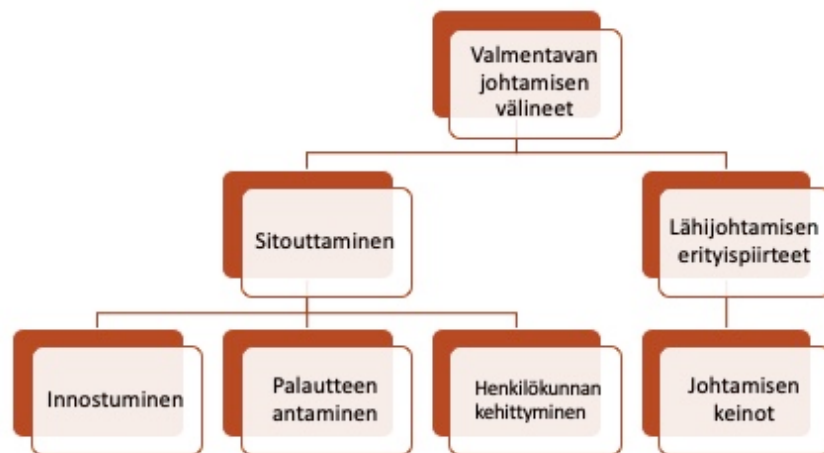 Valmentavan
johtamisen
välineet
Sitouttaminen
Lähijohtamisen
erityispiirteet
Innostuminen
Palautteen
antaminen
Henkilökunnan
kehittyminen
Johtamisen
keinot